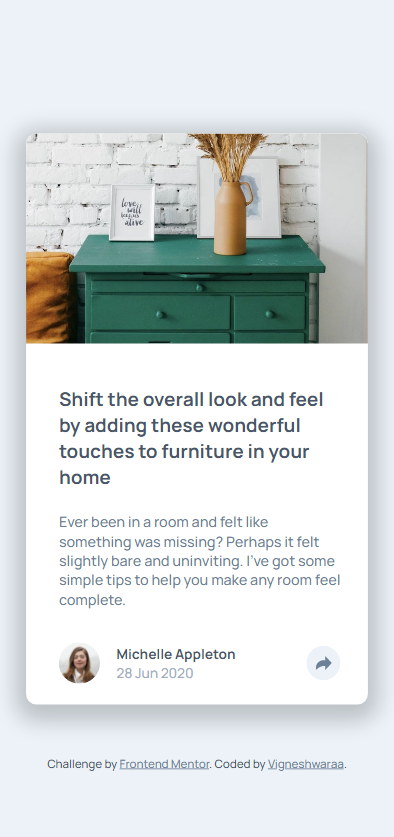 love
will
keep us
alive
Shift the overall look and feel
by adding these wonderful
touches to furniture in your
home
Ever been in a room and felt like
something was missing? Perhaps it felt
slightly bare and uninviting. I've got some
simple tips to help you make any room feel
complete.
Michelle Appleton
28 Jun 2020
Challenge by Frontend Mentor. Coded by Vigneshwaraa.